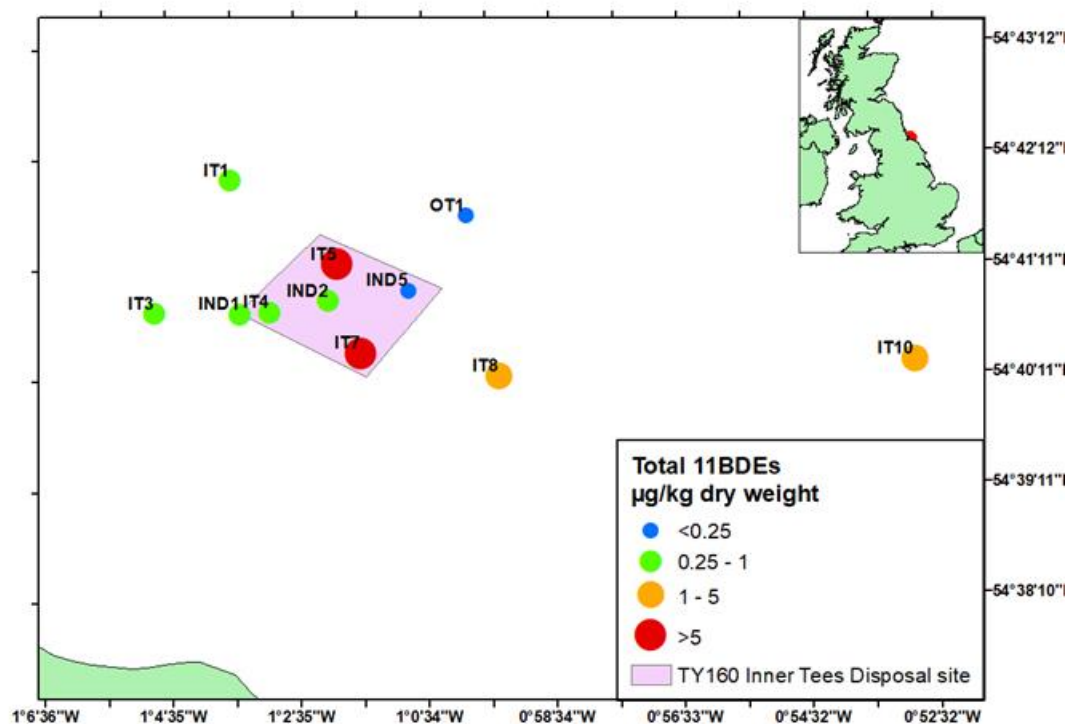 54°43'12"
54°42'12"
IT1
OT1
54°41'11"
IT5
IND5
IND2
IT3
IND1
IT4
IT7
IT8
IT10
54°40'11"
Total 11BDEs
µg/kg dry weight
<0.25
0.25 - 1
1 - 5
>5
TY160 Inner Tees Disposal site
54°39'11"
54°38'10"
1°6'36"W
1°4'35"W
1°2'35"W
1°0'34"W
0°58'34"W
0°56'33"W
0°54'32"W
0°52'32"W